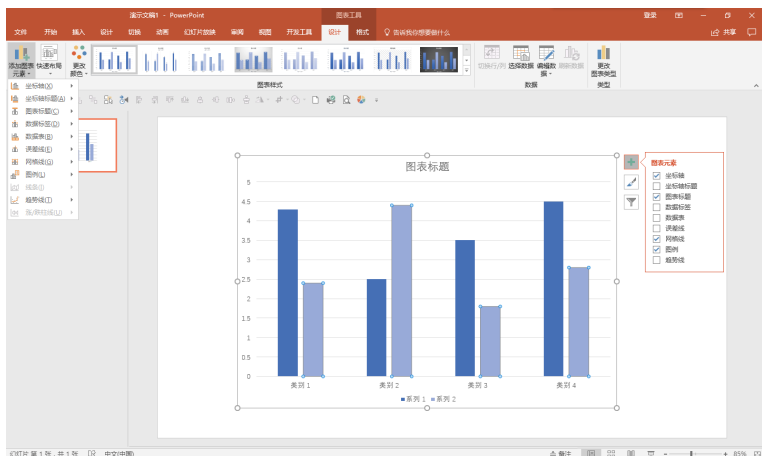 演示文稿1 - PowerPoint 图表工具 登录
文件 开始 插入 设计 切换 动画 幻灯片放映 审阅 视图 开发工具 设计 格式 告诉我你想要做什么 共享
添加图表元素 快速布局 更改颜色 切换行/列 选择数据 编辑数据 刷新数据 更改图表类型
图表样式 数据 类型
坐标轴(X)
坐标轴标题(A)
图表标题(C)
数据标签(D)
数据表(B)
误差线(E)
网格线(G)
图例(L)
线条(I)
趋势线(T)
涨/跌柱线(U)
图表标题
5
4.5
4
3.5
3
2.5
2
1.5
1
0.5
0
类别 1 类别 2 类别 3 类别 4
系列 1 系列 2
图表元素
坐标轴
坐标轴标题
图表标题
数据标签
数据表
误差线
网格线
图例
趋势线
幻灯片 第 1 张，共 1 张 中文(中国) 备注 85%